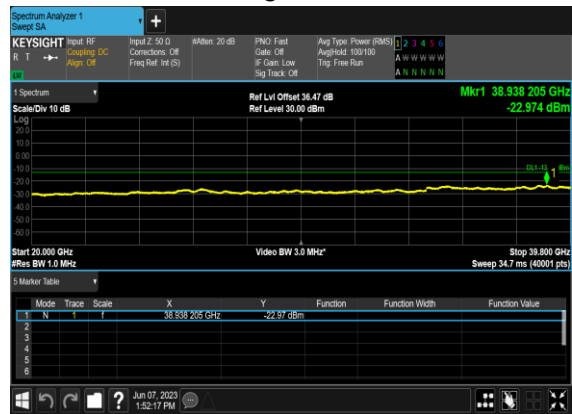 Spectrum Analyzer 1
Swept SA
+
KEYSIGHT Input: RF Input Z: 50 Ω #Atten: 20 dB PNO: Fast Avg Type: Power (RMS) 1 2 3 4 5 6
R T Coupling: DC Corrections: Off Gate: Off Avg|Hold: 100/100 A W W W W W
Align: Off Freq Ref: Int (S) IF Gain: Low Trig: Free Run
Sig Track: Off A N N N N N
1 Spectrum Ref Lvl Offset 36.47 dB Mkr1 38.938 205 GHz
Scale/Div 10 dB Ref Level 30.00 dBm -22.974 dBm
Log
20.0
10.0
0.00
-10.0
DL1 -13
1
-20.0
-30.0
-40.0
-50.0
-60.0
Start 20.000 GHz Video BW 3.0 MHz* Stop 39.800 GHz
#Res BW 1.0 MHz Sweep 34.7 ms (40001 pts)
5 Marker Table
Mode Trace Scale X Y Function Function Width Function Value
1 N 1 f 38.938 205 GHz -22.97 dBm
2
3
4
5
6
? Jun 07, 2023
1:52:17 PM